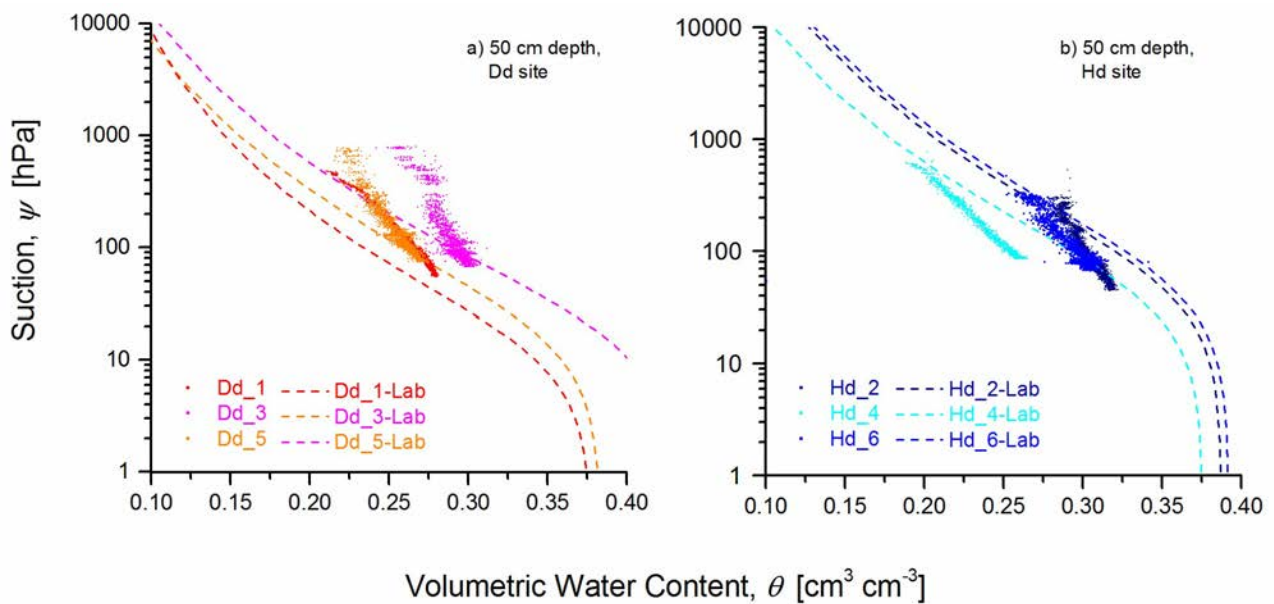 Suction, ψ [hPa]
10000
1000
100
10
1
a) 50 cm depth,
Dd site
Dd_1 Dd_1-Lab
Dd_3 Dd_3-Lab
Dd_5 Dd_5-Lab
0.10 0.15 0.20 0.25 0.30 0.35 0.40
10000
1000
100
10
1
b) 50 cm depth,
Hd site
Hd_2 Hd_2-Lab
Hd_4 Hd_4-Lab
Hd_6 Hd_6-Lab
0.10 0.15 0.20 0.25 0.30 0.35 0.40
Volumetric Water Content, θ [cm³ cm⁻³]